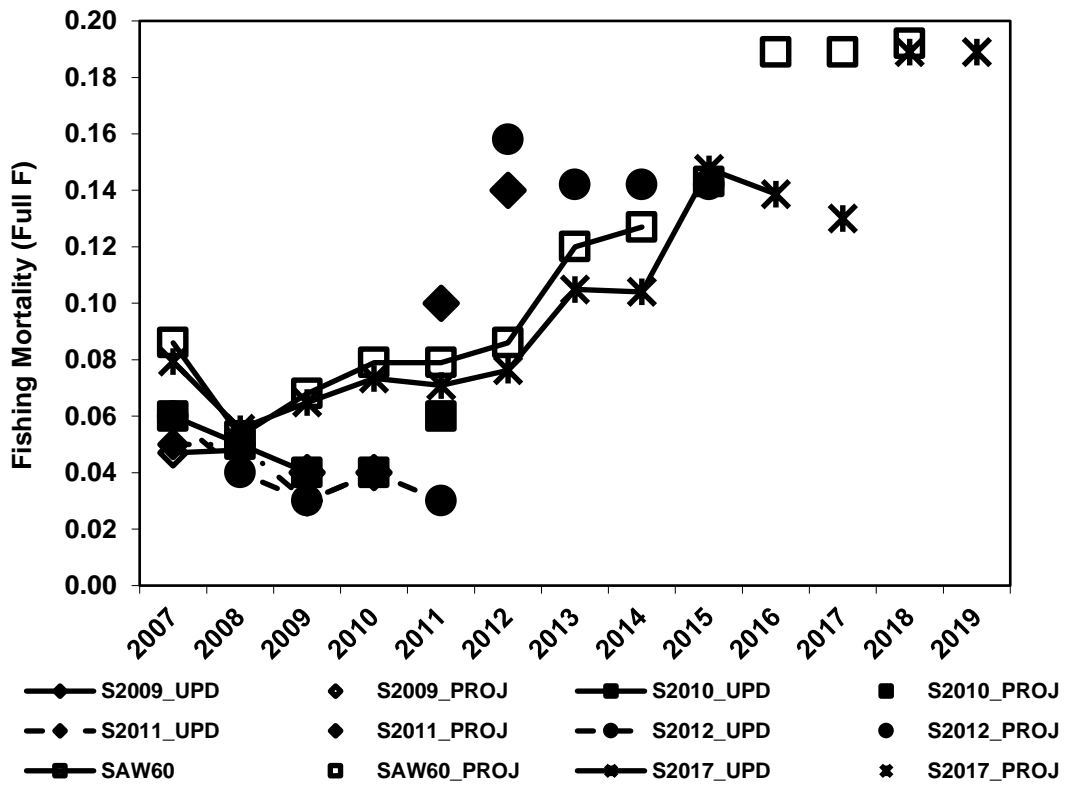 Fishing Mortality (Full F)
0.20
0.18
0.16
0.14
0.12
0.10
0.08
0.06
0.04
0.02
0.00
2007 2008 2009 2010 2011 2012 2013 2014 2015 2016 2017 2018 2019
S2009_UPD S2009_PROJ S2010_UPD S2010_PROJ
S2011_UPD S2011_PROJ S2012_UPD S2012_PROJ
SAW60 SAW60_PROJ S2017_UPD S2017_PROJ